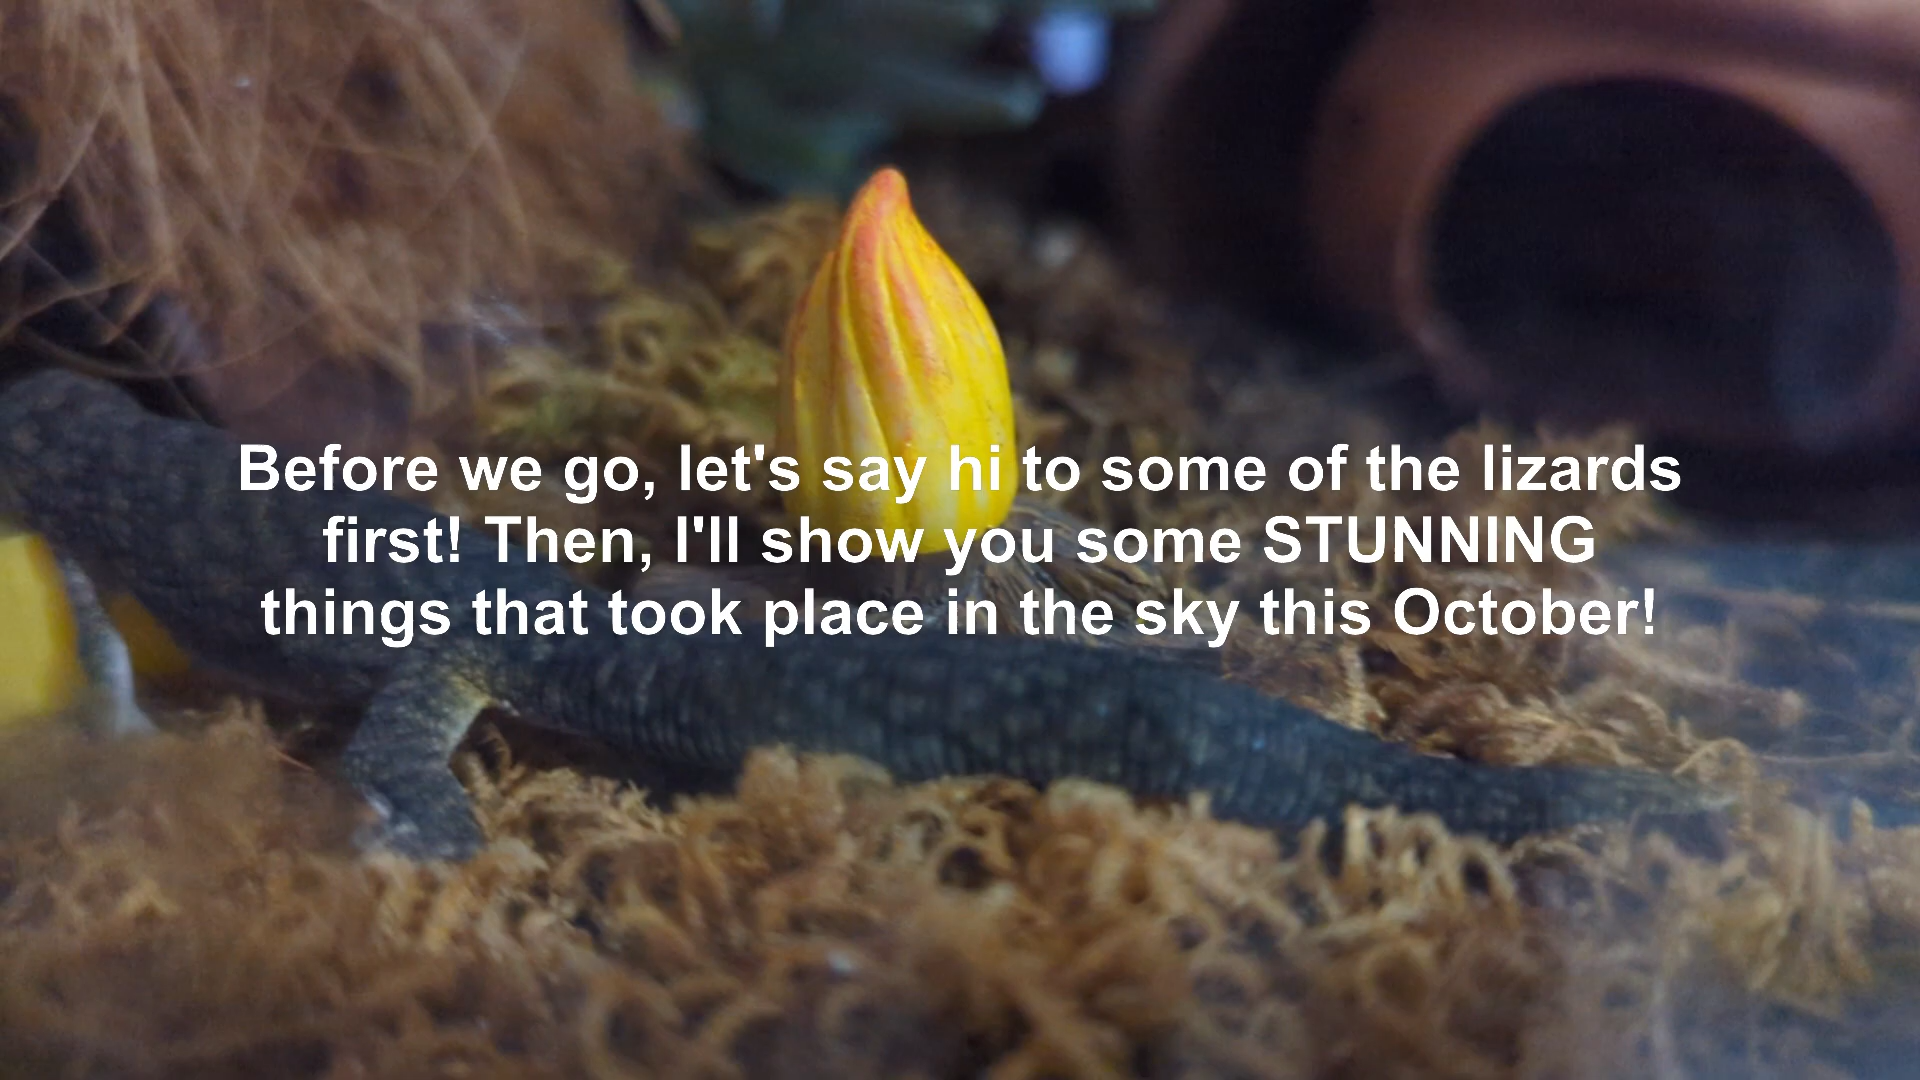 Before we go, let's say hi to some of the lizards
first! Then, I'll show you some STUNNING
things that took place in the sky this October!